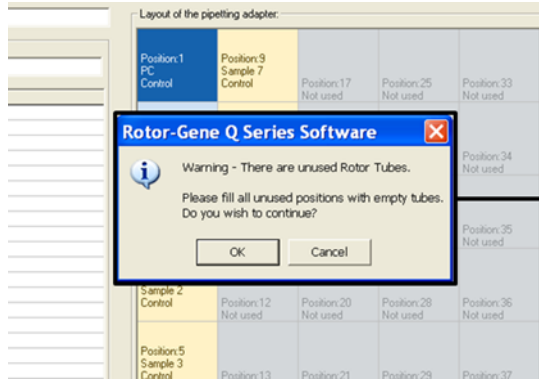 Layout of the pipetting adapter:
Position:1
PC
Control
Position:9
Sample 7
Control
Position:17
Not used
Position:25
Not used
Position:33
Not used
Rotor-Gene Q Series Software
Warning - There are unused Rotor Tubes.
Please fill all unused positions with empty tubes.
Do you wish to continue?
OK
Cancel
Position:34
Not used
Position:35
Not used
Sample 2
Control
Position:12
Not used
Position:20
Not used
Position:28
Not used
Position:36
Not used
Position:5
Sample 3
Control
Position:13
Position:21
Position:29
Position:37